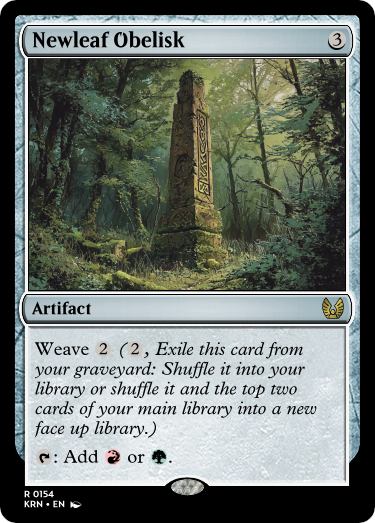 Newleaf Obelisk 3
Artifact
Weave 2 (2, Exile this card from
your graveyard: Shuffle it into your
library or shuffle it and the top two
cards of your main library into a new
face up library.)
: Add or .
R 0154
KRN • EN